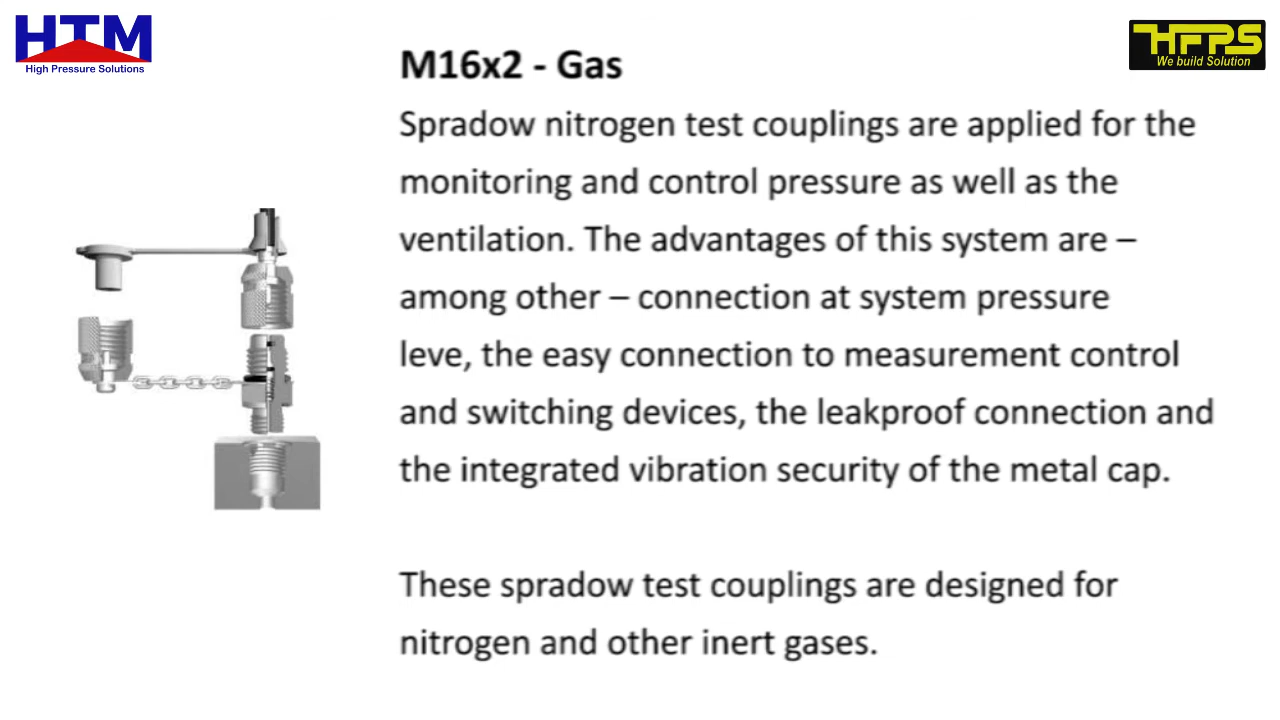 HTM
High Pressure Solutions
HFPS
We build Solution
M16x2 - Gas
Spradow nitrogen test couplings are applied for the
monitoring and control pressure as well as the
ventilation. The advantages of this system are –
among other – connection at system pressure
leve, the easy connection to measurement control
and switching devices, the leakproof connection and
the integrated vibration security of the metal cap.
These spradow test couplings are designed for
nitrogen and other inert gases.